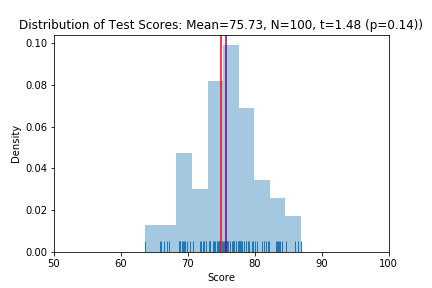 Distribution of Test Scores: Mean=75.73, N=100, t=1.48 (p=0.14))
0.10
0.08
0.06
0.04
0.02
0.00
Density
50 60 70 80 90 100
Score